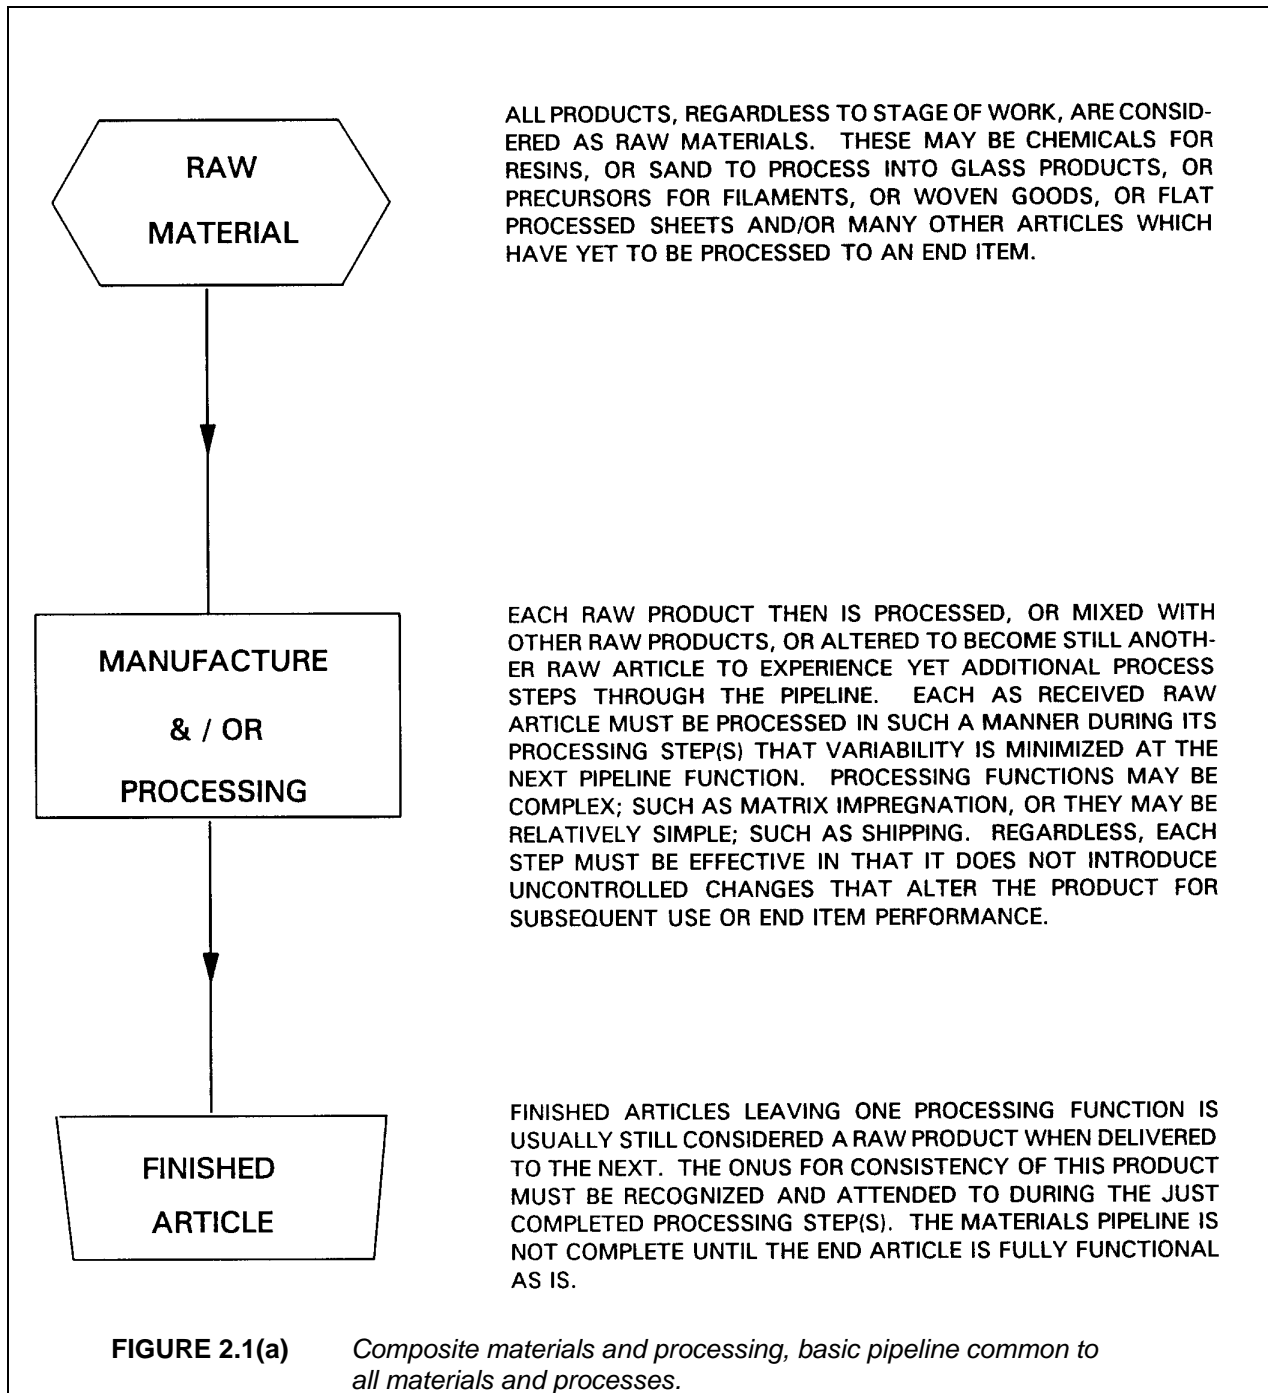 RAW
MATERIAL
ALL PRODUCTS, REGARDLESS TO STAGE OF WORK, ARE CONSID-
ERED AS RAW MATERIALS. THESE MAY BE CHEMICALS FOR
RESINS, OR SAND TO PROCESS INTO GLASS PRODUCTS, OR
PRECURSORS FOR FILAMENTS, OR WOVEN GOODS, OR FLAT
PROCESSED SHEETS AND/OR MANY OTHER ARTICLES WHICH
HAVE YET TO BE PROCESSED TO AN END ITEM.
MANUFACTURE
& / OR
PROCESSING
EACH RAW PRODUCT THEN IS PROCESSED, OR MIXED WITH
OTHER RAW PRODUCTS, OR ALTERED TO BECOME STILL ANOTH-
ER RAW ARTICLE TO EXPERIENCE YET ADDITIONAL PROCESS
STEPS THROUGH THE PIPELINE. EACH AS RECEIVED RAW
ARTICLE MUST BE PROCESSED IN SUCH A MANNER DURING ITS
PROCESSING STEP(S) THAT VARIABILITY IS MINIMIZED AT THE
NEXT PIPELINE FUNCTION. PROCESSING FUNCTIONS MAY BE
COMPLEX; SUCH AS MATRIX IMPREGNATION, OR THEY MAY BE
RELATIVELY SIMPLE; SUCH AS SHIPPING. REGARDLESS, EACH
STEP MUST BE EFFECTIVE IN THAT IT DOES NOT INTRODUCE
UNCONTROLLED CHANGES THAT ALTER THE PRODUCT FOR
SUBSEQUENT USE OR END ITEM PERFORMANCE.
FINISHED
ARTICLE
FINISHED ARTICLES LEAVING ONE PROCESSING FUNCTION IS
USUALLY STILL CONSIDERED A RAW PRODUCT WHEN DELIVERED
TO THE NEXT. THE ONUS FOR CONSISTENCY OF THIS PRODUCT
MUST BE RECOGNIZED AND ATTENDED TO DURING THE JUST
COMPLETED PROCESSING STEP(S). THE MATERIALS PIPELINE IS
NOT COMPLETE UNTIL THE END ARTICLE IS FULLY FUNCTIONAL
AS IS.
FIGURE 2.1(a) Composite materials and processing, basic pipeline common to
all materials and processes.